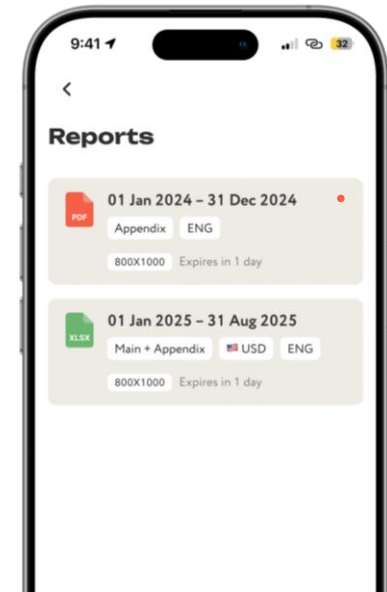 9:41
32
Reports
PDF
01 Jan 2024 – 31 Dec 2024
Appendix ENG
800X1000 Expires in 1 day
XLSX
01 Jan 2025 – 31 Aug 2025
Main + Appendix USD ENG
800X1000 Expires in 1 day